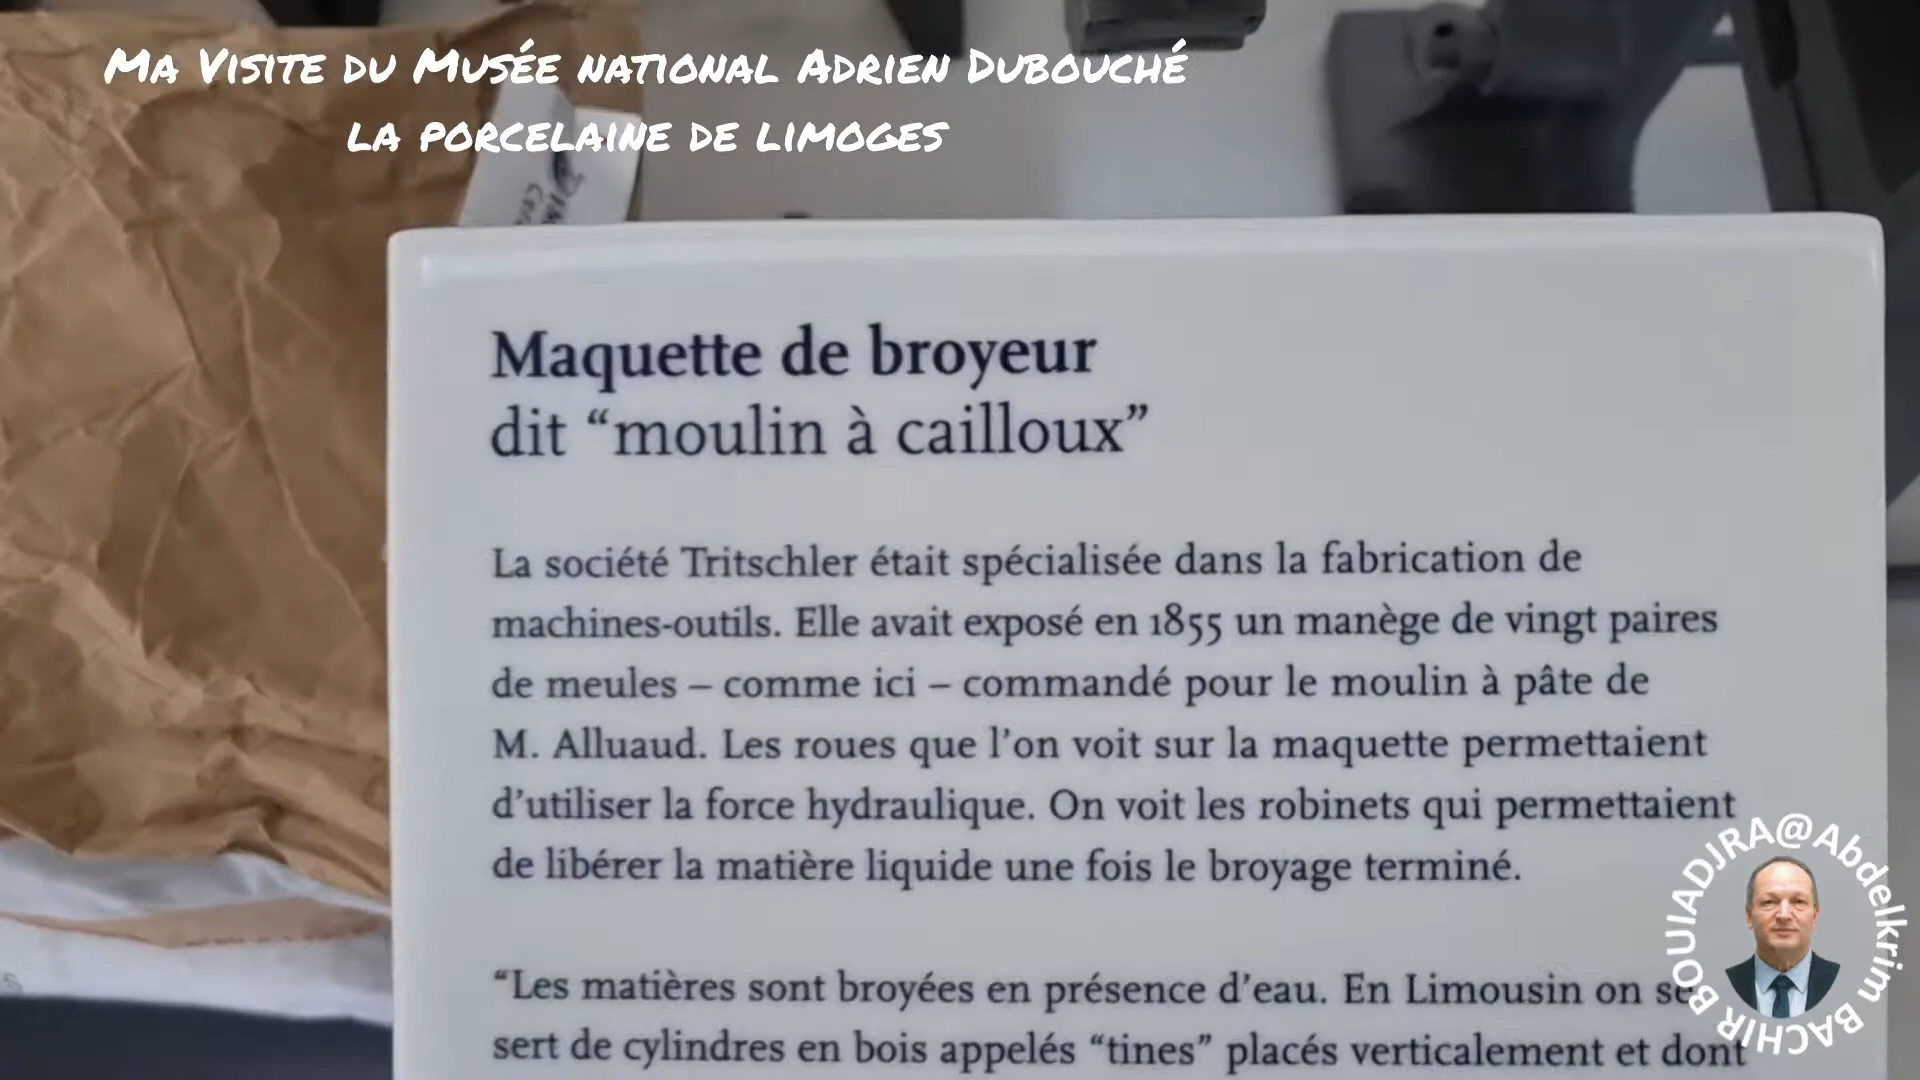 Ma Visite du Musée national Adrien Dubouché
la porcelaine de limoges
Maquette de broyeur
dit “moulin à cailloux”
La société Tritschler était spécialisée dans la fabrication de
machines-outils. Elle avait exposé en 1855 un manège de vingt paires
de meules – comme ici – commandé pour le moulin à pâte de
M. Alluaud. Les roues que l’on voit sur la maquette permettaient
d’utiliser la force hydraulique. On voit les robinets qui permettaient
de libérer la matière liquide une fois le broyage terminé.
“Les matières sont broyées en présence d’eau. En Limousin on se
sert de cylindres en bois appelés “tines” placés verticalement et dont
@Abdelkrim BACHIR BOUIADJRA